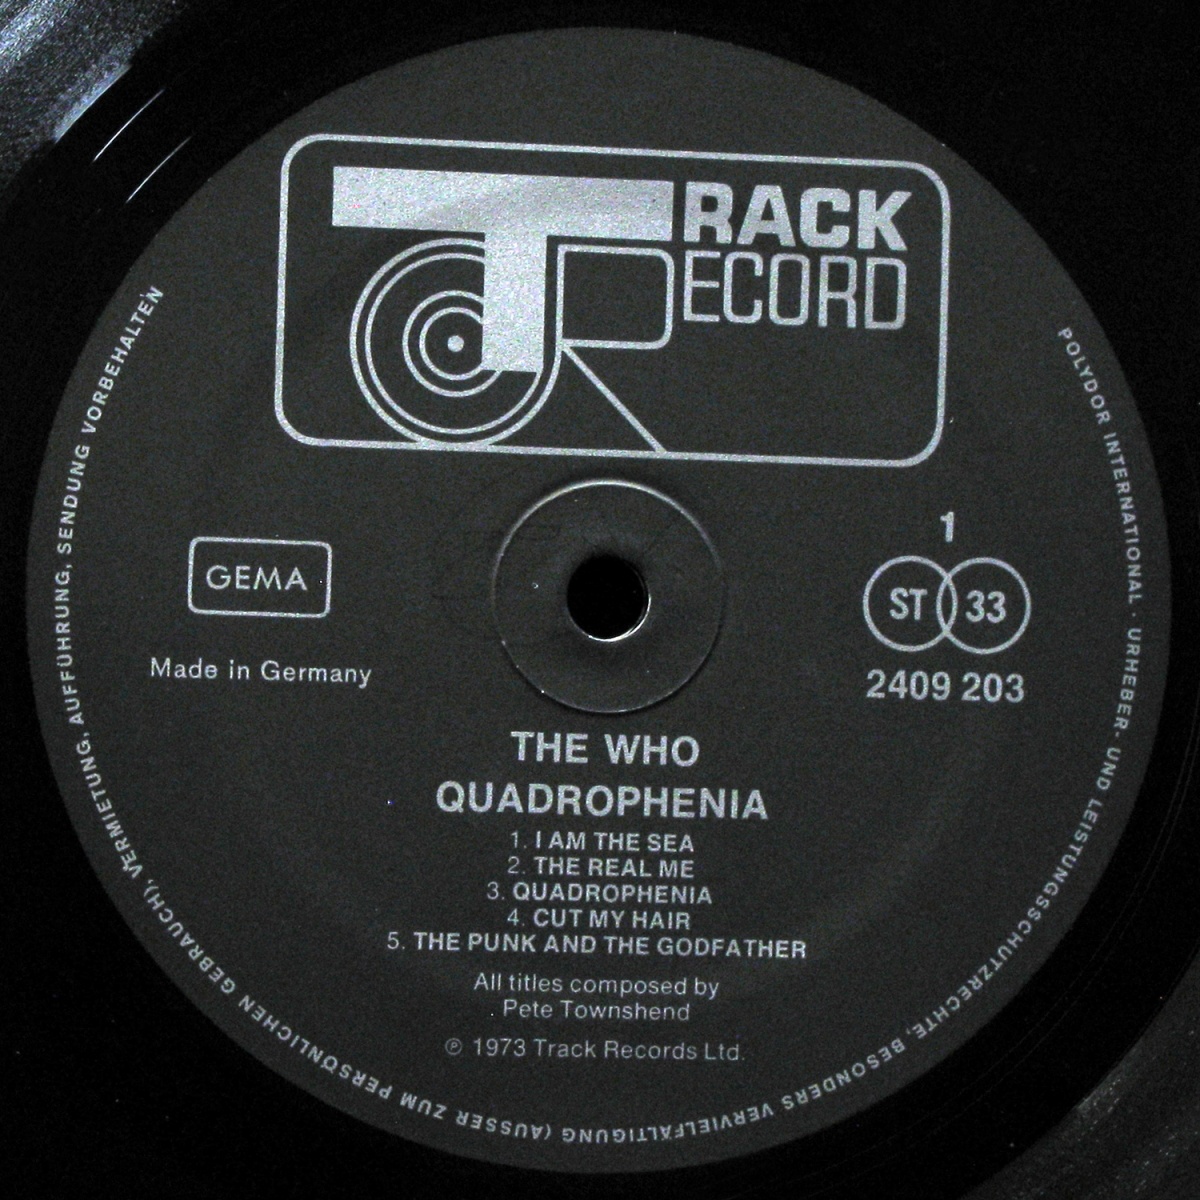 TRACK
RECORD
1
ST 33
2409 203
GEMA
Made in Germany
THE WHO
QUADROPHENIA
1. I AM THE SEA
2. THE REAL ME
3. QUADROPHENIA
4. CUT MY HAIR
5. THE PUNK AND THE GODFATHER
All titles composed by
Pete Townshend
℗ 1973 Track Records Ltd.
POLYDOR INTERNATIONAL · URHEBER- UND LEISTUNGSSCHUTZRECHTE, BESONDERS VERVIELFÄLTIGUNG (AUSSER ZUM PERSÖNLICHEN GEBRAUCH), VERMIETUNG, AUFFÜHRUNG, SENDUNG VORBEHALTEN